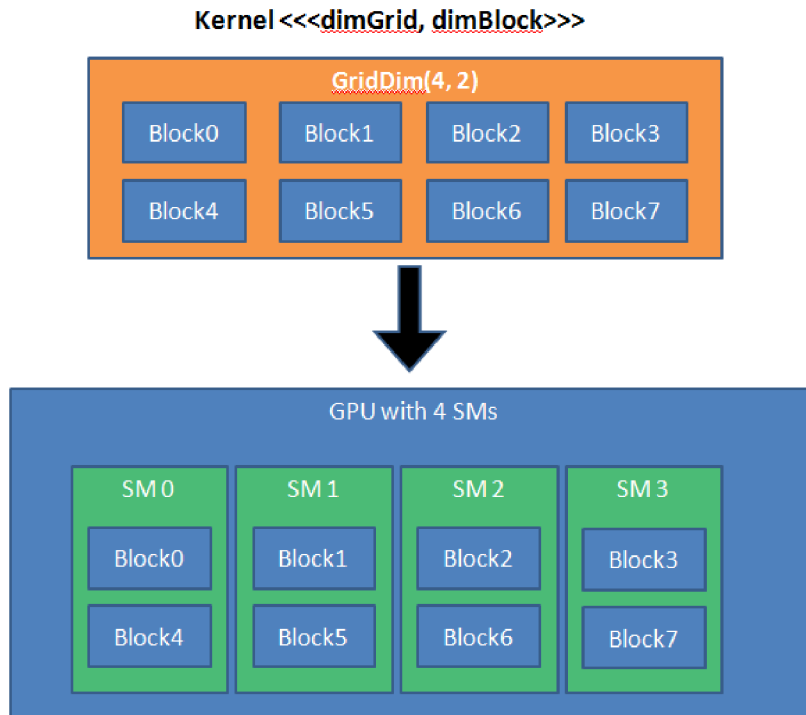 Kernel <<<dimGrid, dimBlock>>>
GridDim(4, 2)
Block0 Block1 Block2 Block3
Block4 Block5 Block6 Block7
GPU with 4 SMs
SM 0 SM 1 SM 2 SM 3
Block0 Block1 Block2 Block3
Block4 Block5 Block6 Block7